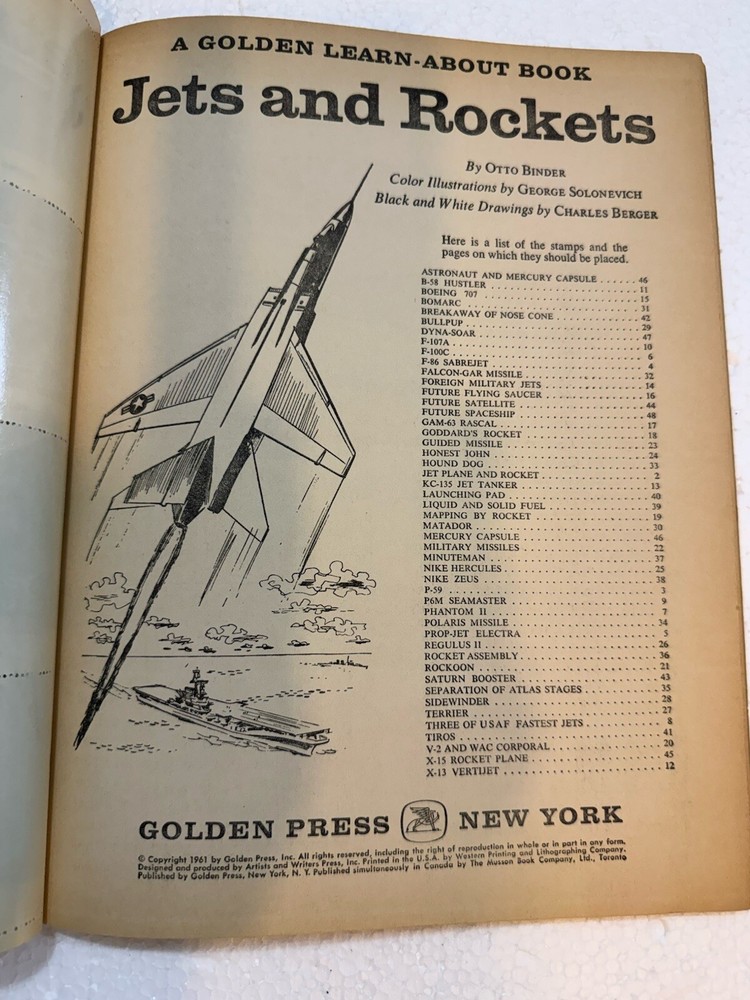 A GOLDEN LEARN-ABOUT BOOK
Jets and Rockets
By OTTO BINDER
Color Illustrations by GEORGE SOLONEVICH
Black and White Drawings by CHARLES BERGER
Here is a list of the stamps and the
pages on which they should be placed.
ASTRONAUT AND MERCURY CAPSULE ...... 46
B-58 HUSTLER ...... 11
BOEING 707 ...... 15
BOMARC ...... 31
BREAKAWAY OF NOSE CONE ...... 42
BULLPUP ...... 29
DYNA-SOAR ...... 47
F-107A ...... 10
F-100C ...... 6
F-86 SABREJET ...... 4
FALCON-GAR MISSILE ...... 32
FOREIGN MILITARY JETS ...... 14
FUTURE FLYING SAUCER ...... 16
FUTURE SATELLITE ...... 44
FUTURE SPACESHIP ...... 48
GAM-63 RASCAL ...... 17
GODDARD'S ROCKET ...... 18
GUIDED MISSILE ...... 23
HONEST JOHN ...... 24
HOUND DOG ...... 33
JET PLANE AND ROCKET ...... 2
KC-135 JET TANKER ...... 13
LAUNCHING PAD ...... 40
LIQUID AND SOLID FUEL ...... 39
MAPPING BY ROCKET ...... 19
MATADOR ...... 30
MERCURY CAPSULE ...... 46
MILITARY MISSILES ...... 22
MINUTEMAN ...... 37
NIKE HERCULES ...... 25
NIKE ZEUS ...... 38
P-59 ...... 3
P6M SEAMASTER ...... 9
PHANTOM II ...... 7
POLARIS MISSILE ...... 34
PROP-JET ELECTRA ...... 5
REGULUS II ...... 26
ROCKET ASSEMBLY ...... 36
ROCKOON ...... 21
SATURN BOOSTER ...... 43
SEPARATION OF ATLAS STAGES ...... 35
SIDEWINDER ...... 28
TERRIER ...... 27
THREE OF USAF FASTEST JETS ...... 8
TIROS ...... 41
V-2 AND WAC CORPORAL ...... 20
X-15 ROCKET PLANE ...... 45
X-13 VERTIJET ...... 12
GOLDEN PRESS NEW YORK
© Copyright 1961 by Golden Press, Inc. All rights reserved, including the right of reproduction in whole or in part in any form.
Designed and produced by Artists and Writers Press, Inc. Printed in the U.S.A. by Western Printing and Lithographing Company.
Published by Golden Press, New York, N. Y. Published simultaneously in Canada by The Musson Book Company, Ltd., Toronto